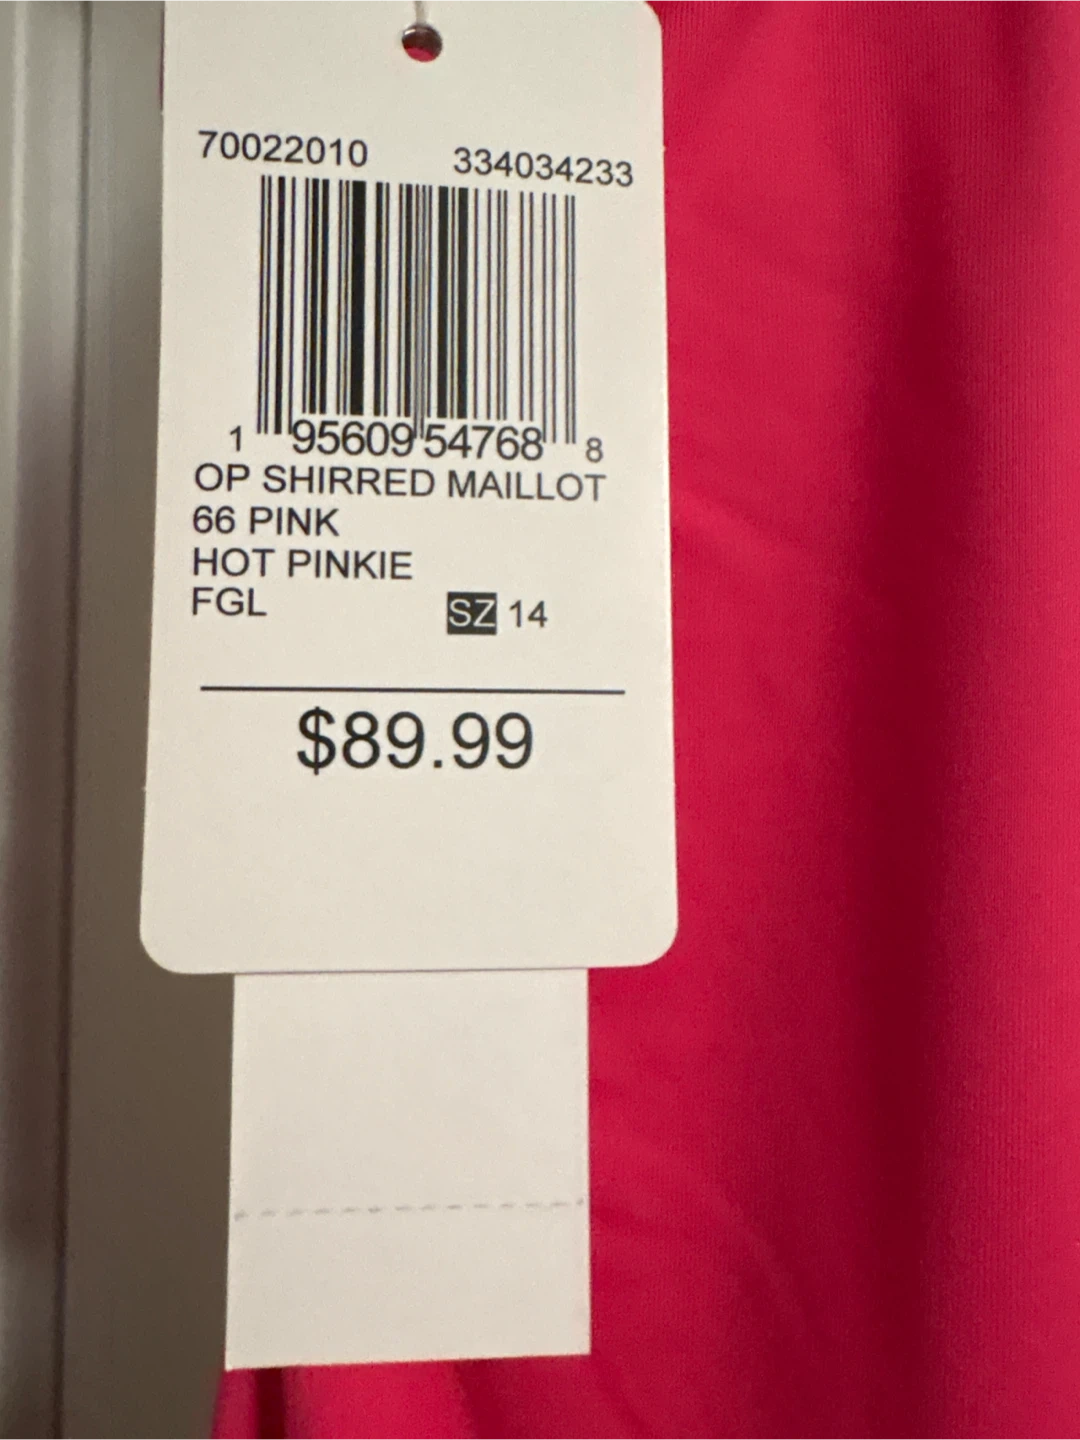 70022010 334034233
1 95609 54768 8
OP SHIRRED MAILLOT
66 PINK
HOT PINKIE
FGL SZ 14
$89.99